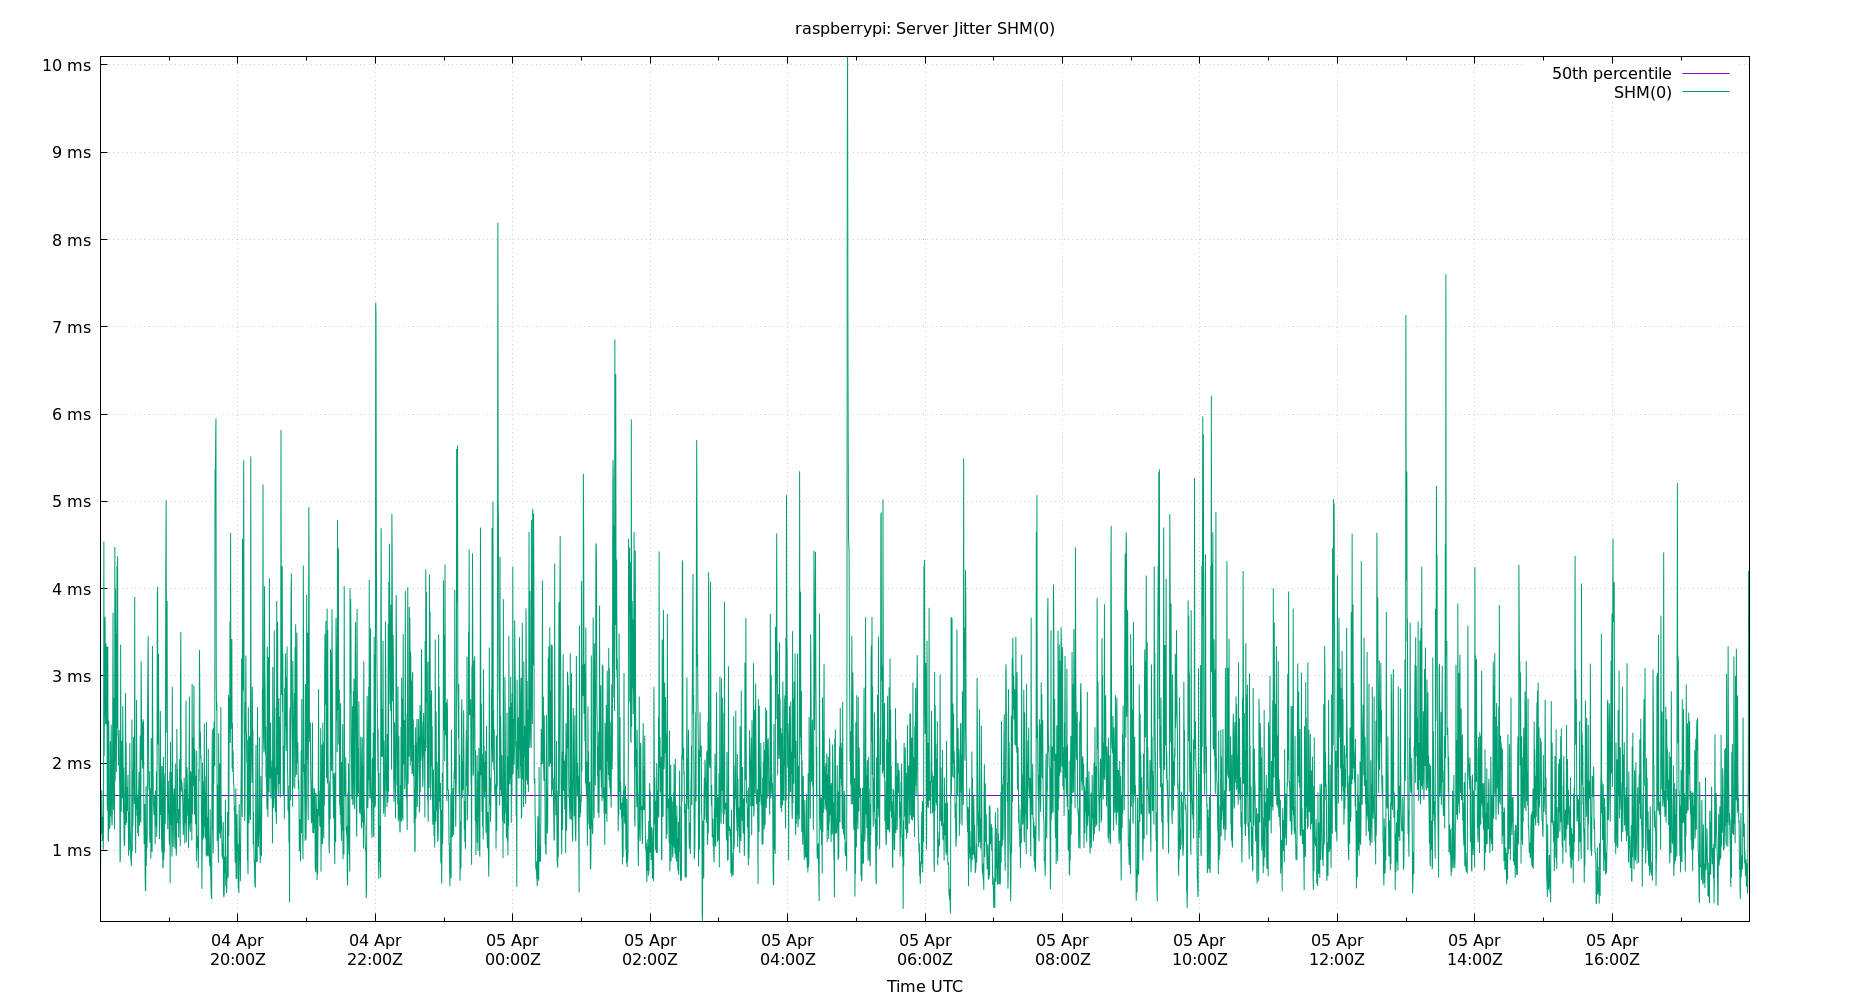 raspberrypi: Server Jitter SHM(0)
10 ms
50th percentile
SHM(0)
9 ms
8 ms
7 ms
6 ms
5 ms
4 ms
3 ms
2 ms
1 ms
04 Apr 04 Apr 05 Apr 05 Apr 05 Apr 05 Apr 05 Apr 05 Apr 05 Apr 05 Apr 05 Apr
20:00Z 22:00Z 00:00Z 02:00Z 04:00Z 06:00Z 08:00Z 10:00Z 12:00Z 14:00Z 16:00Z
Time UTC